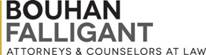 BOUHAN
FALLIGANT
ATTORNEYS & COUNSELORS AT LAW